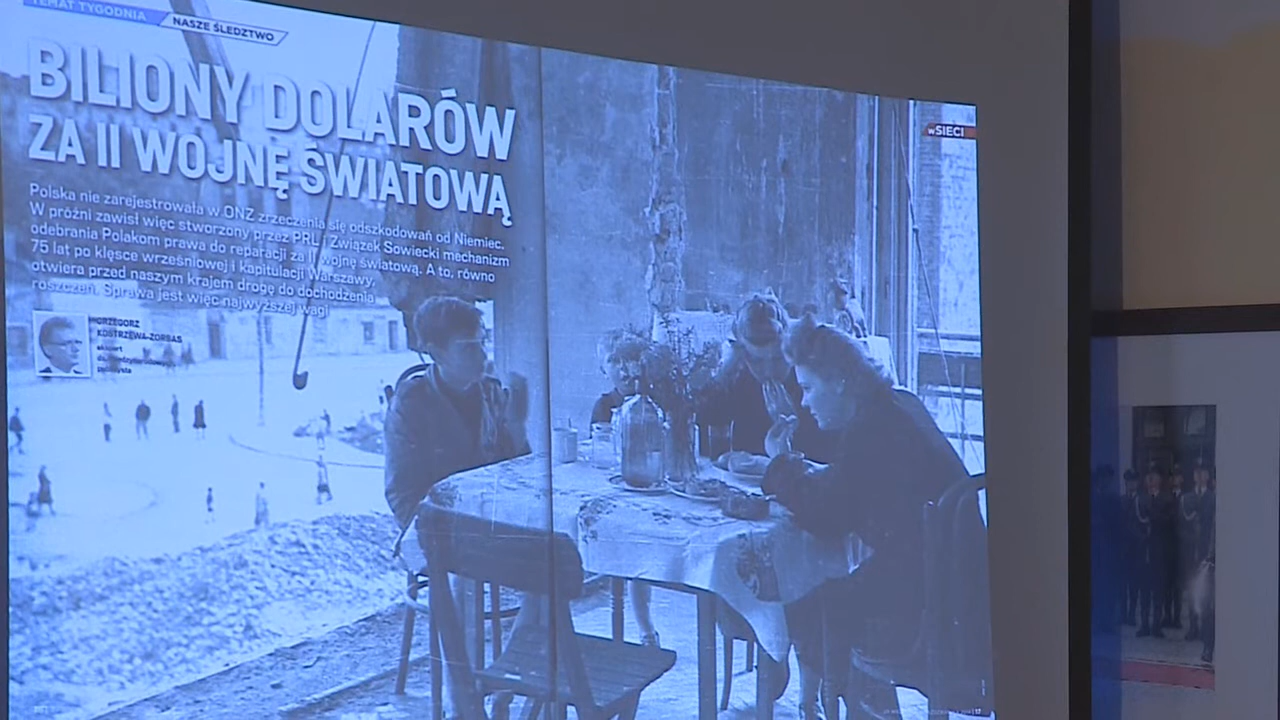 TEMAT TYGODNIA
NASZE ŚLEDZTWO
BILIONY DOLARÓW
ZA II WOJNĘ ŚWIATOWĄ
wSIECI
Polska nie zarejestrowała w ONZ zrzeczenia się odszkodowań od Niemiec.
W próżni zawisł więc stworzony przez PRL i Związek Sowiecki mechanizm
odebrania Polakom prawa do reparacji za II wojnę światową. A to, równo
75 lat po klęsce wrześniowej i kapitulacji Warszawy,
otwiera przed naszym krajem drogę do dochodzenia
roszczeń. Sprawa jest więc najwyższej wagi
GRZEGORZ
KOSTRZEWA-ZORBAS
ekspert